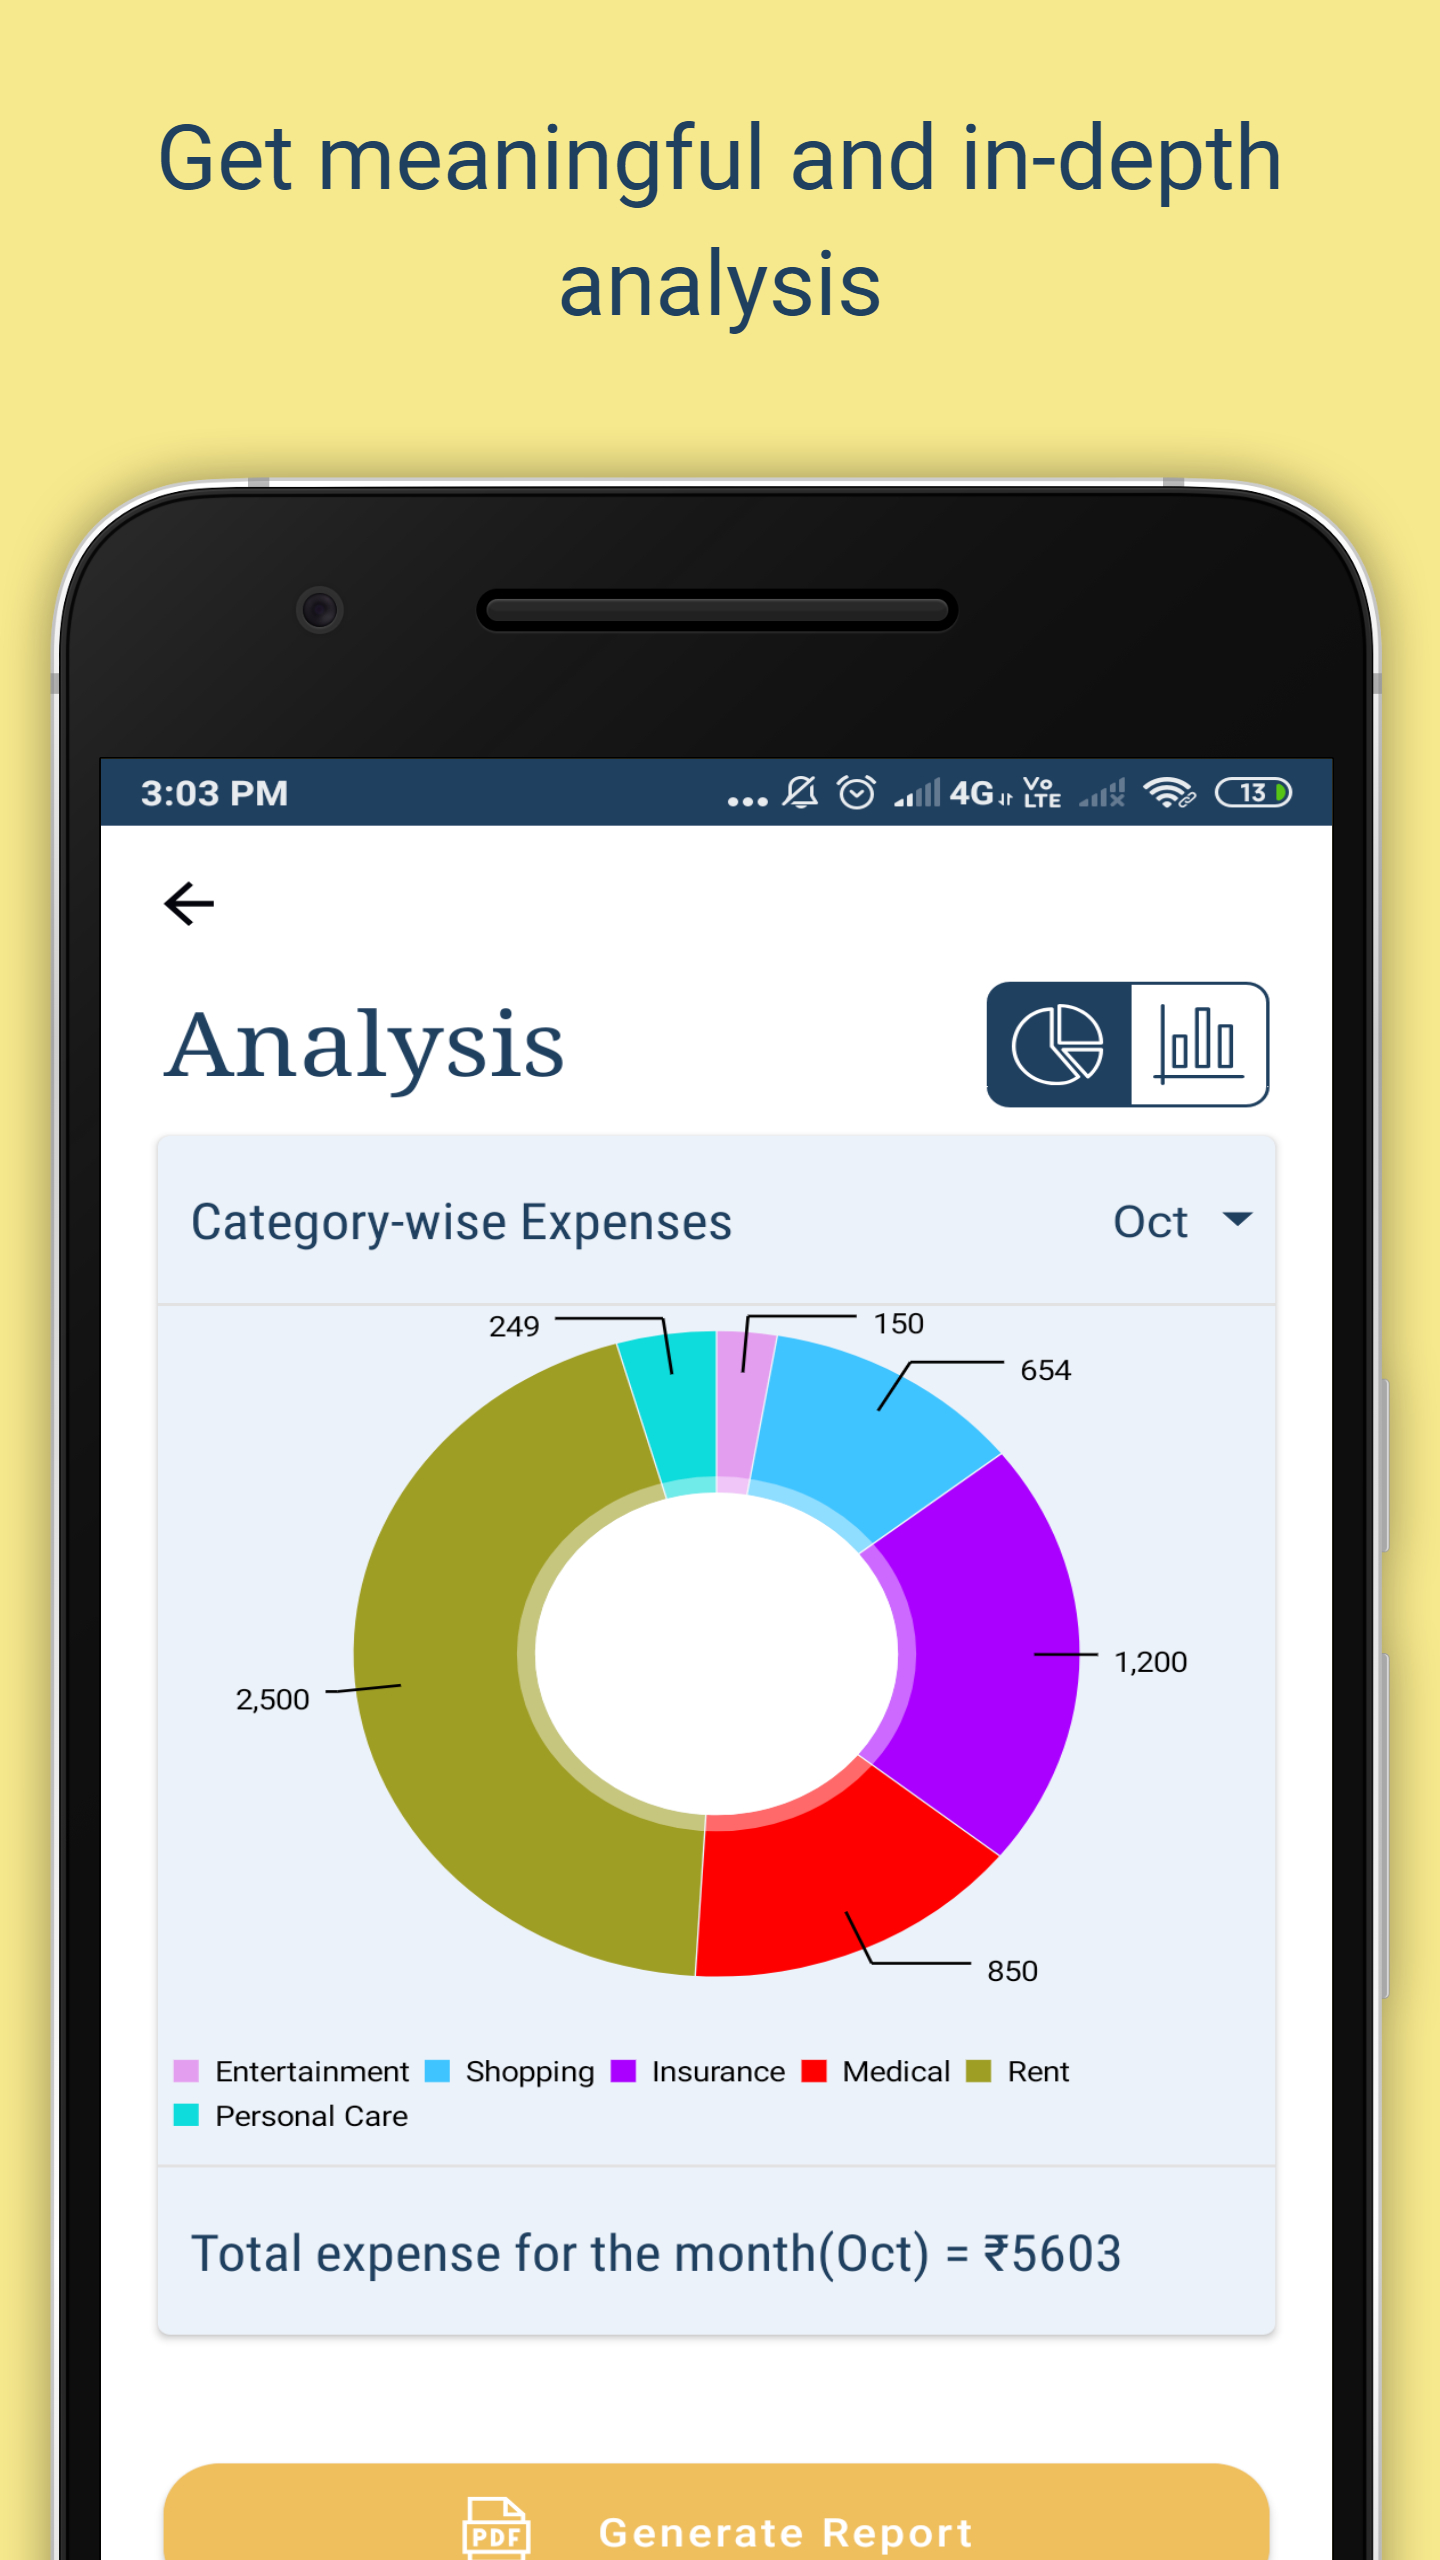 Get meaningful and in-depth
analysis
3:03 PM
4G
Vo
LTE
13
Analysis
Category-wise Expenses
Oct
249
150
654
1,200
2,500
850
Entertainment Shopping Insurance Medical Rent
Personal Care
Total expense for the month(Oct) = ₹5603
PDF
Generate Report